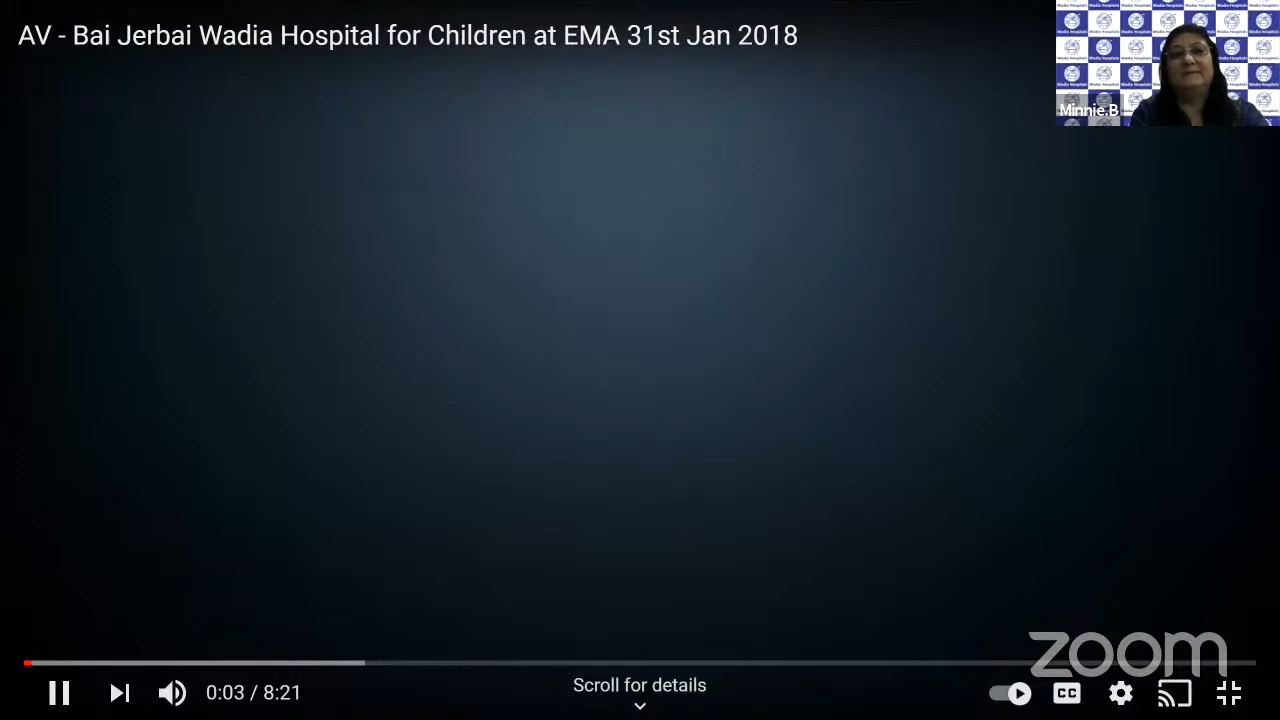 AV - Bai Jerbai Wadia Hospital for Children at EMA 31st Jan 2018
Minnie.B
zoom
0:03 / 8:21
Scroll for details
CC